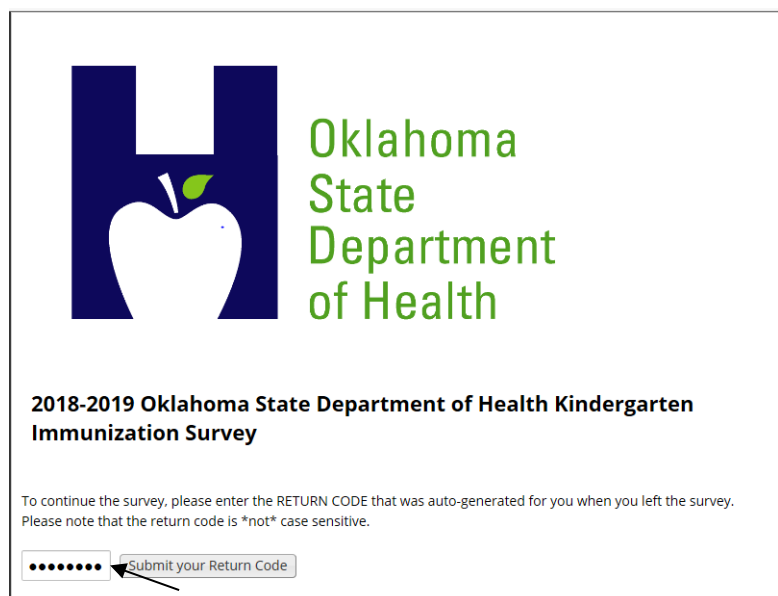 Oklahoma
State
Department
of Health
2018-2019 Oklahoma State Department of Health Kindergarten
Immunization Survey
To continue the survey, please enter the RETURN CODE that was auto-generated for you when you left the survey.
Please note that the return code is *not* case sensitive.
●●●●●●●● Submit your Return Code